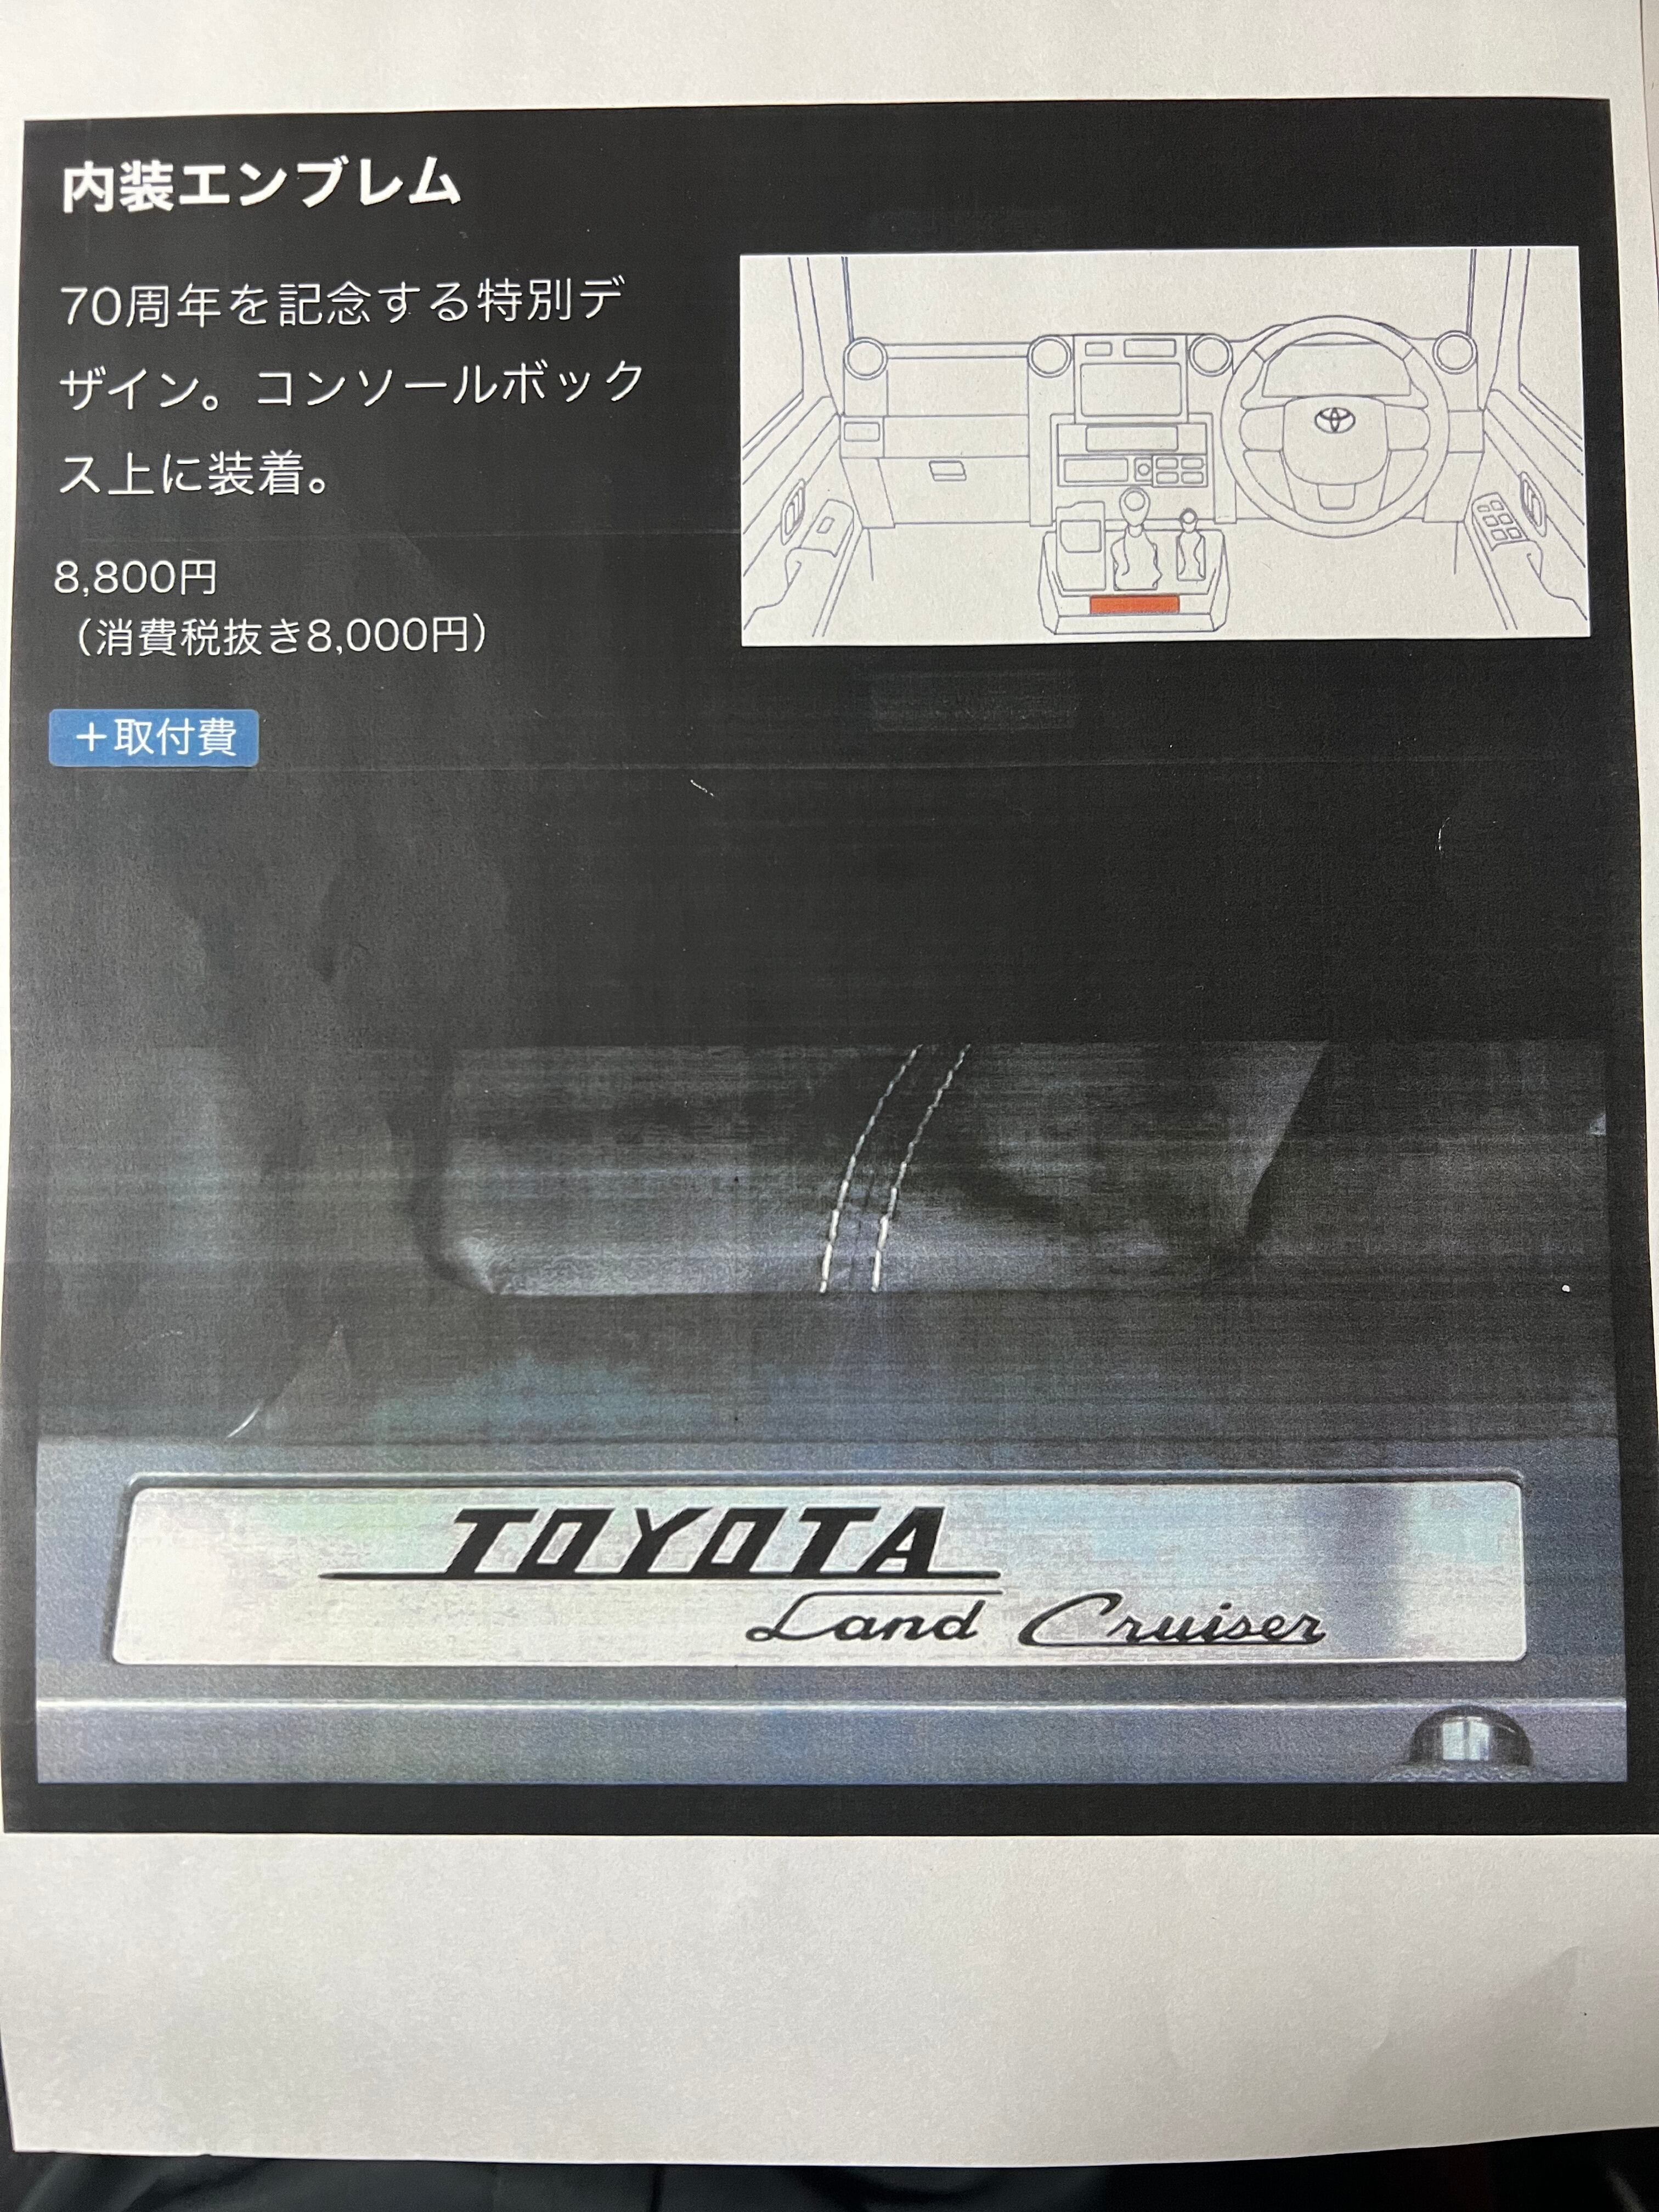 内装エンブレム
70周年を記念する特別デ
ザイン。コンソールボック
ス上に装着。
8,800円
（消費税抜き8,000円）
＋取付費
TOYOTA
Land Cruiser